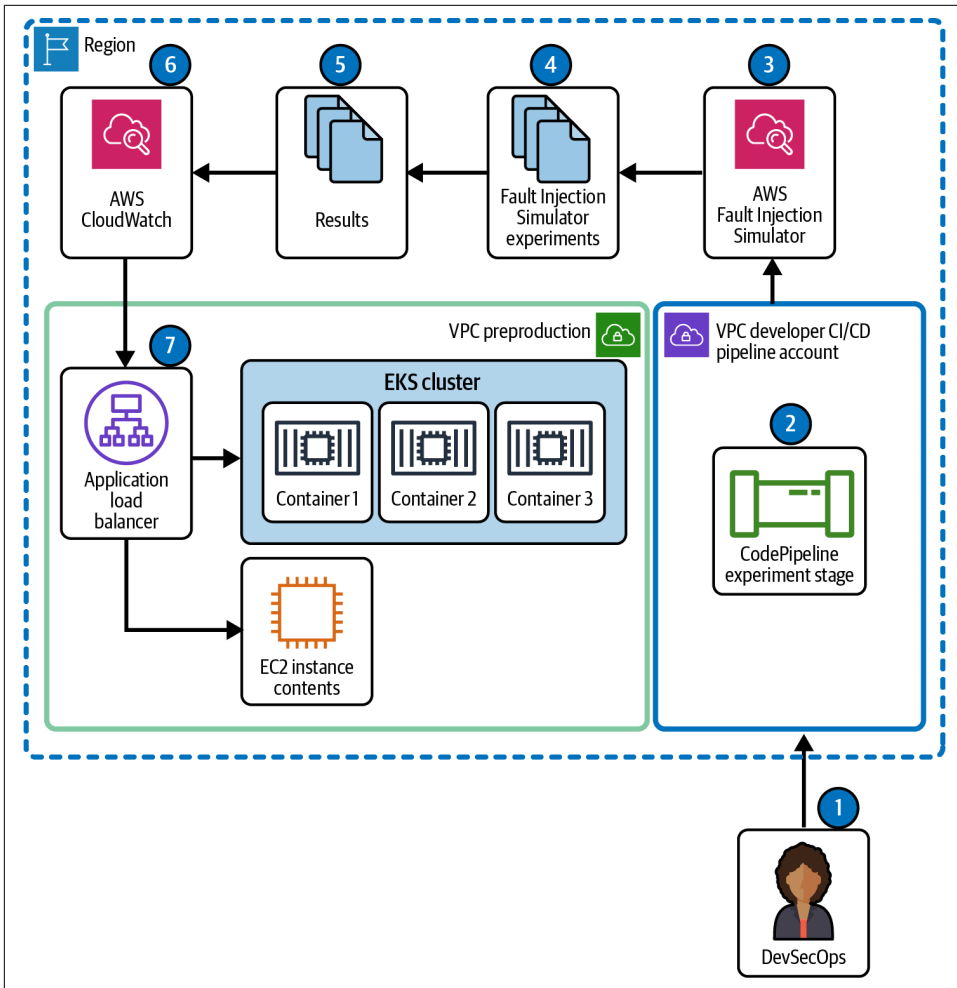 Region
6
5
4
3
AWS
CloudWatch
Results
Fault Injection
Simulator
experiments
AWS
Fault Injection
Simulator
VPC preproduction
VPC developer CI/CD
pipeline account
7
EKS cluster
Application
load
balancer
Container 1
Container 2
Container 3
2
CodePipeline
experiment stage
EC2 instance
contents
1
DevSecOps